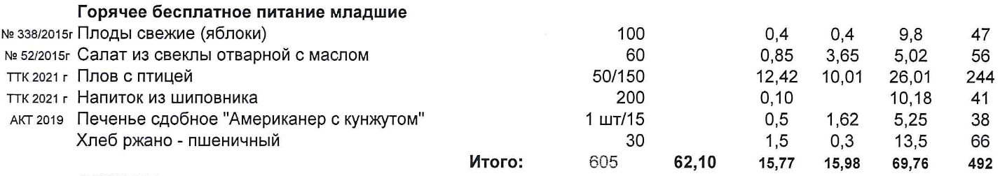 Горячее бесплатное питание младшие
№ 338/2015г Плоды свежие (яблоки) 100 0,4 0,4 9,8 47
№ 52/2015г Салат из свеклы отварной с маслом 60 0,85 3,65 5,02 56
ТТК 2021 г Плов с птицей 50/150 12,42 10,01 26,01 244
ТТК 2021 г Напиток из шиповника 200 0,10 10,18 41
АКТ 2019 Печенье сдобное "Американер с кунжутом" 1 шт/15 0,5 1,62 5,25 38
Хлеб ржано - пшеничный 30 1,5 0,3 13,5 66
Итого: 605 62,10 15,77 15,98 69,76 492